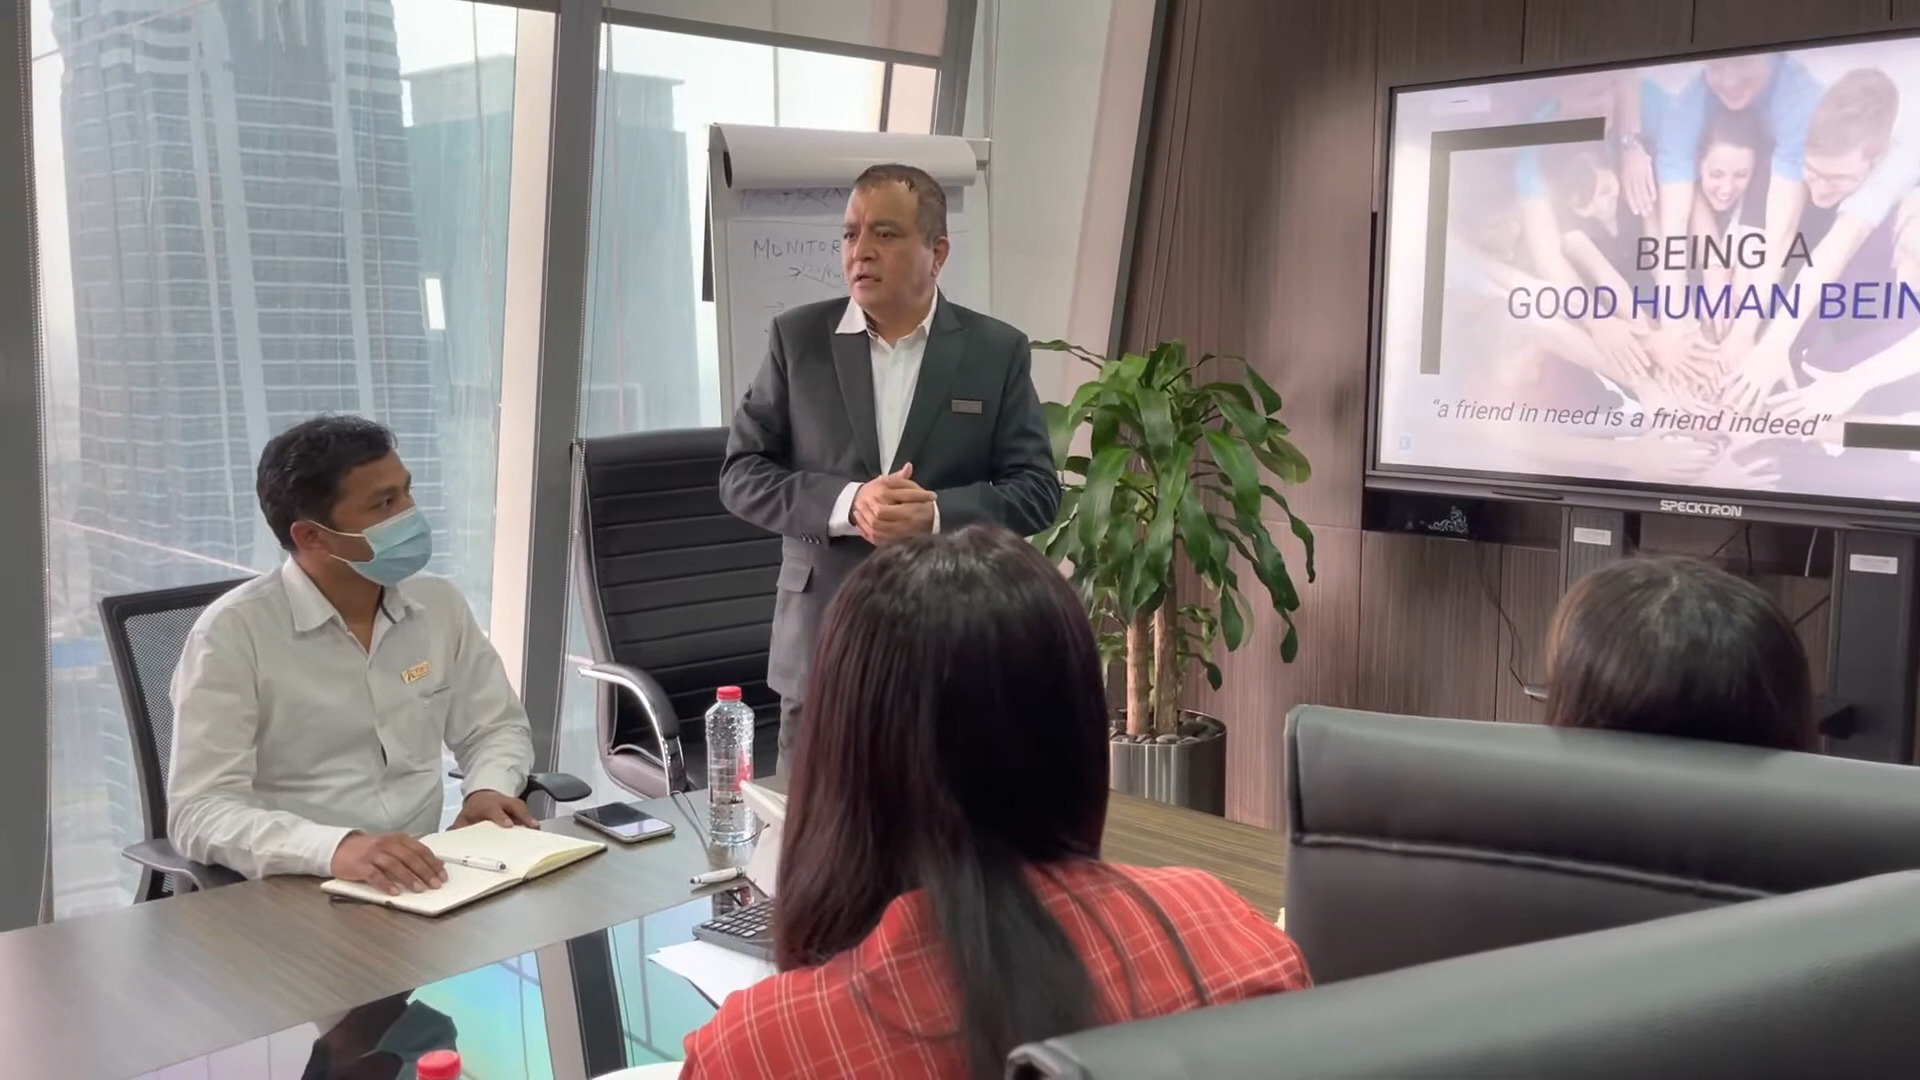 MONITOR
BEING A
GOOD HUMAN BEIN
"a friend in need is a friend indeed"
SPECKTRON